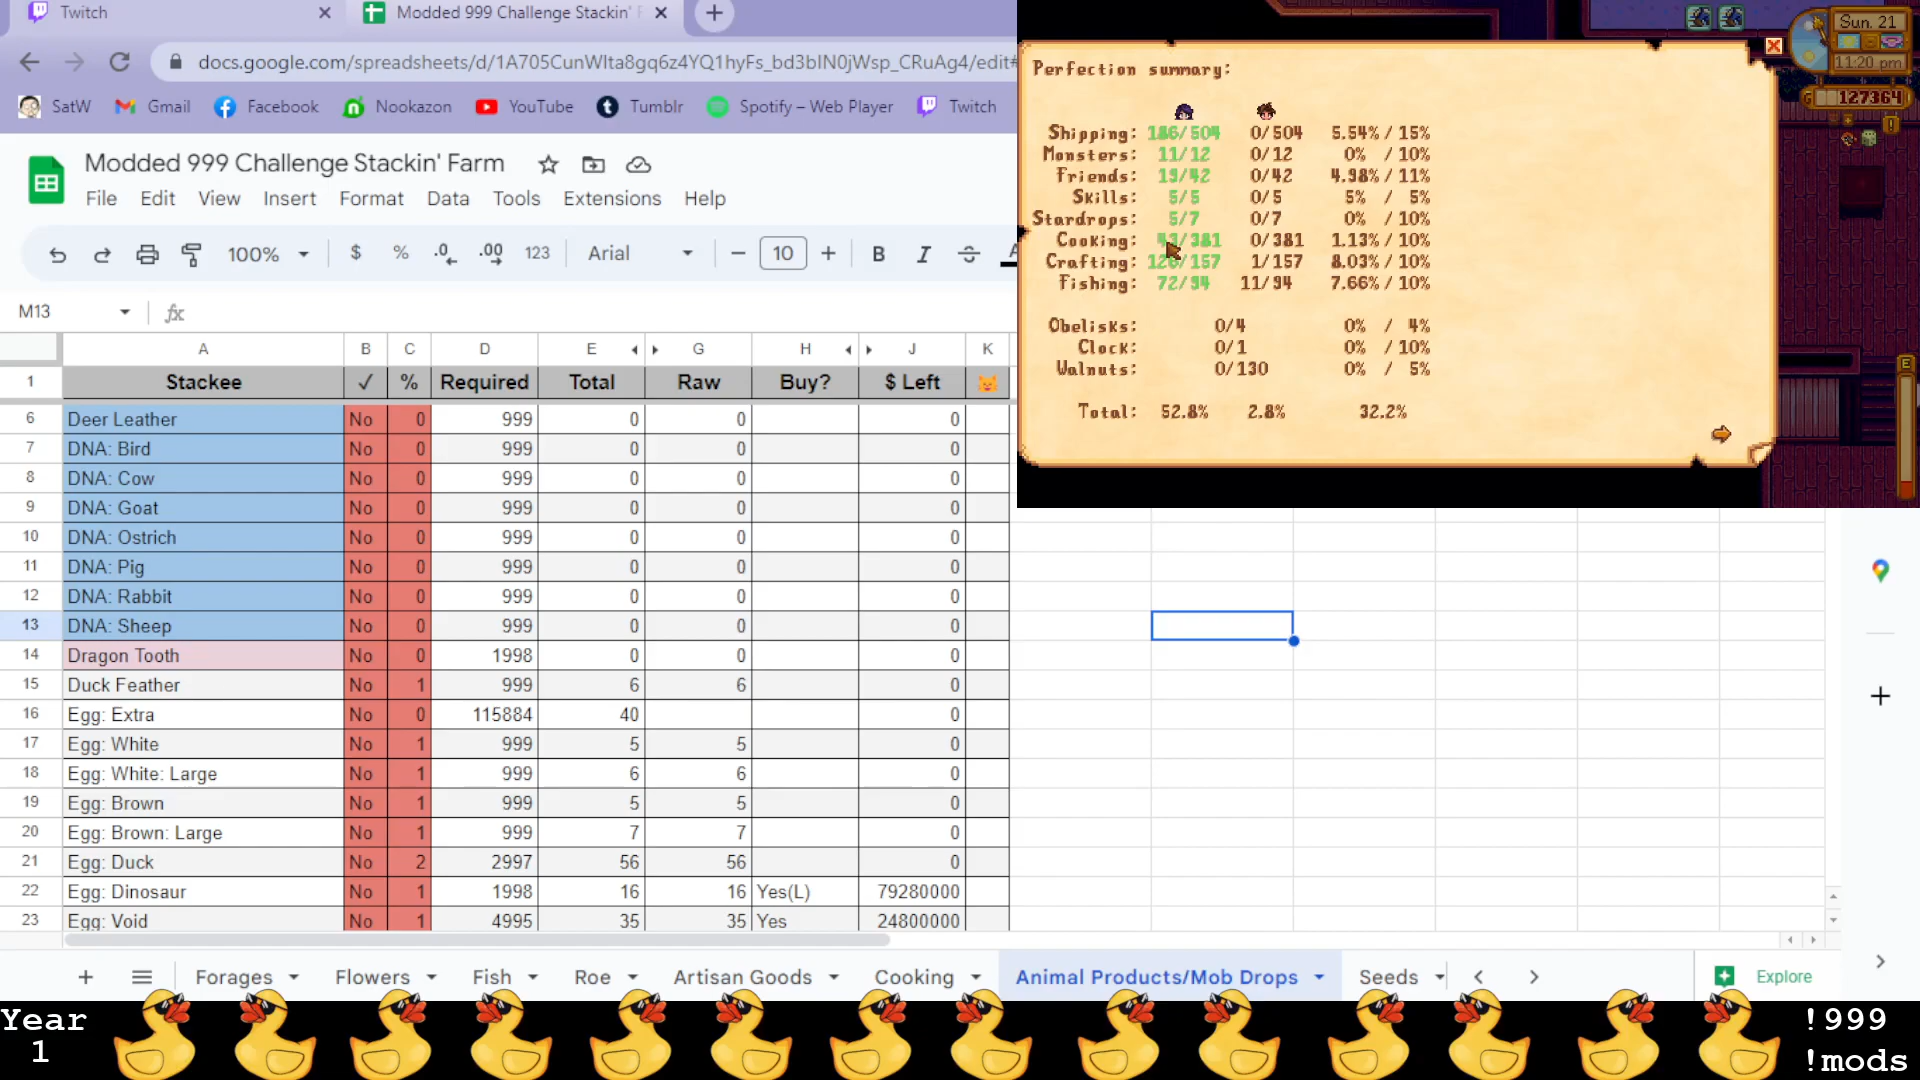 Twitch
Modded 999 Challenge Stackin' F
docs.google.com/spreadsheets/d/1A705CunWIta8gq6z4YQ1hyFs_bd3bIN0jWsp_CRuAg4/edit#
SatW Gmail Facebook Nookazon YouTube Tumblr Spotify – Web Player Twitch
Modded 999 Challenge Stackin' Farm
File Edit View Insert Format Data Tools Extensions Help
100% $ % .0 .00 123 Arial 10 B I S A
M13 fx
A B C D E G H J K
1 Stackee ✓ % Required Total Raw Buy? $ Left
6 Deer Leather No 0 999 0 0 0
7 DNA: Bird No 0 999 0 0 0
8 DNA: Cow No 0 999 0 0 0
9 DNA: Goat No 0 999 0 0 0
10 DNA: Ostrich No 0 999 0 0 0
11 DNA: Pig No 0 999 0 0 0
12 DNA: Rabbit No 0 999 0 0 0
13 DNA: Sheep No 0 999 0 0 0
14 Dragon Tooth No 0 1998 0 0 0
15 Duck Feather No 1 999 6 6 0
16 Egg: Extra No 0 115884 40 0
17 Egg: White No 1 999 5 5 0
18 Egg: White: Large No 1 999 6 6 0
19 Egg: Brown No 1 999 5 5 0
20 Egg: Brown: Large No 1 999 7 7 0
21 Egg: Duck No 2 2997 56 56 0
22 Egg: Dinosaur No 1 1998 16 16 Yes(L) 79280000
23 Egg: Void No 1 4995 35 35 Yes 24800000
Forages Flowers Fish Roe Artisan Goods Cooking Animal Products/Mob Drops Seeds Explore
Perfection summary:
Shipping: 186/504 0/504 5.54% / 15%
Monsters: 11/12 0/12 0% / 10%
Friends: 19/42 0/42 4.98% / 11%
Skills: 5/5 0/5 5% / 5%
Stardrops: 5/7 0/7 0% / 10%
Cooking: /381 0/381 1.13% / 10%
Crafting: 126/157 1/157 8.03% / 10%
Fishing: 72/94 11/94 7.66% / 10%
Obelisks: 0/4 0% / 4%
Clock: 0/1 0% / 10%
Walnuts: 0/130 0% / 5%
Total: 52.8% 2.8% 32.2%
Sun. 21
11:20 pm
127364
E
Year
1
!999
!mods